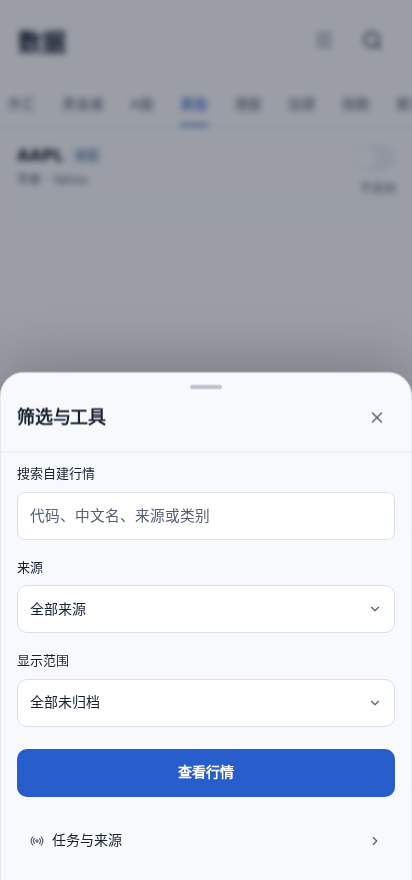 数据
外汇 贵金属 A股 美股 港股 加密 指数
AAPL
苹果 · Yahoo
筛选与工具
搜索自建行情
代码、中文名、来源或类别
来源
全部来源
显示范围
全部未归档
查看行情
任务与来源